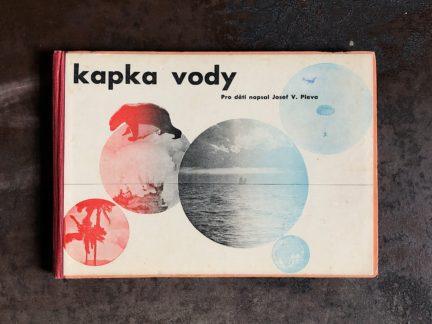 kapka vody
Pro děti napsal Josef V. Pleva